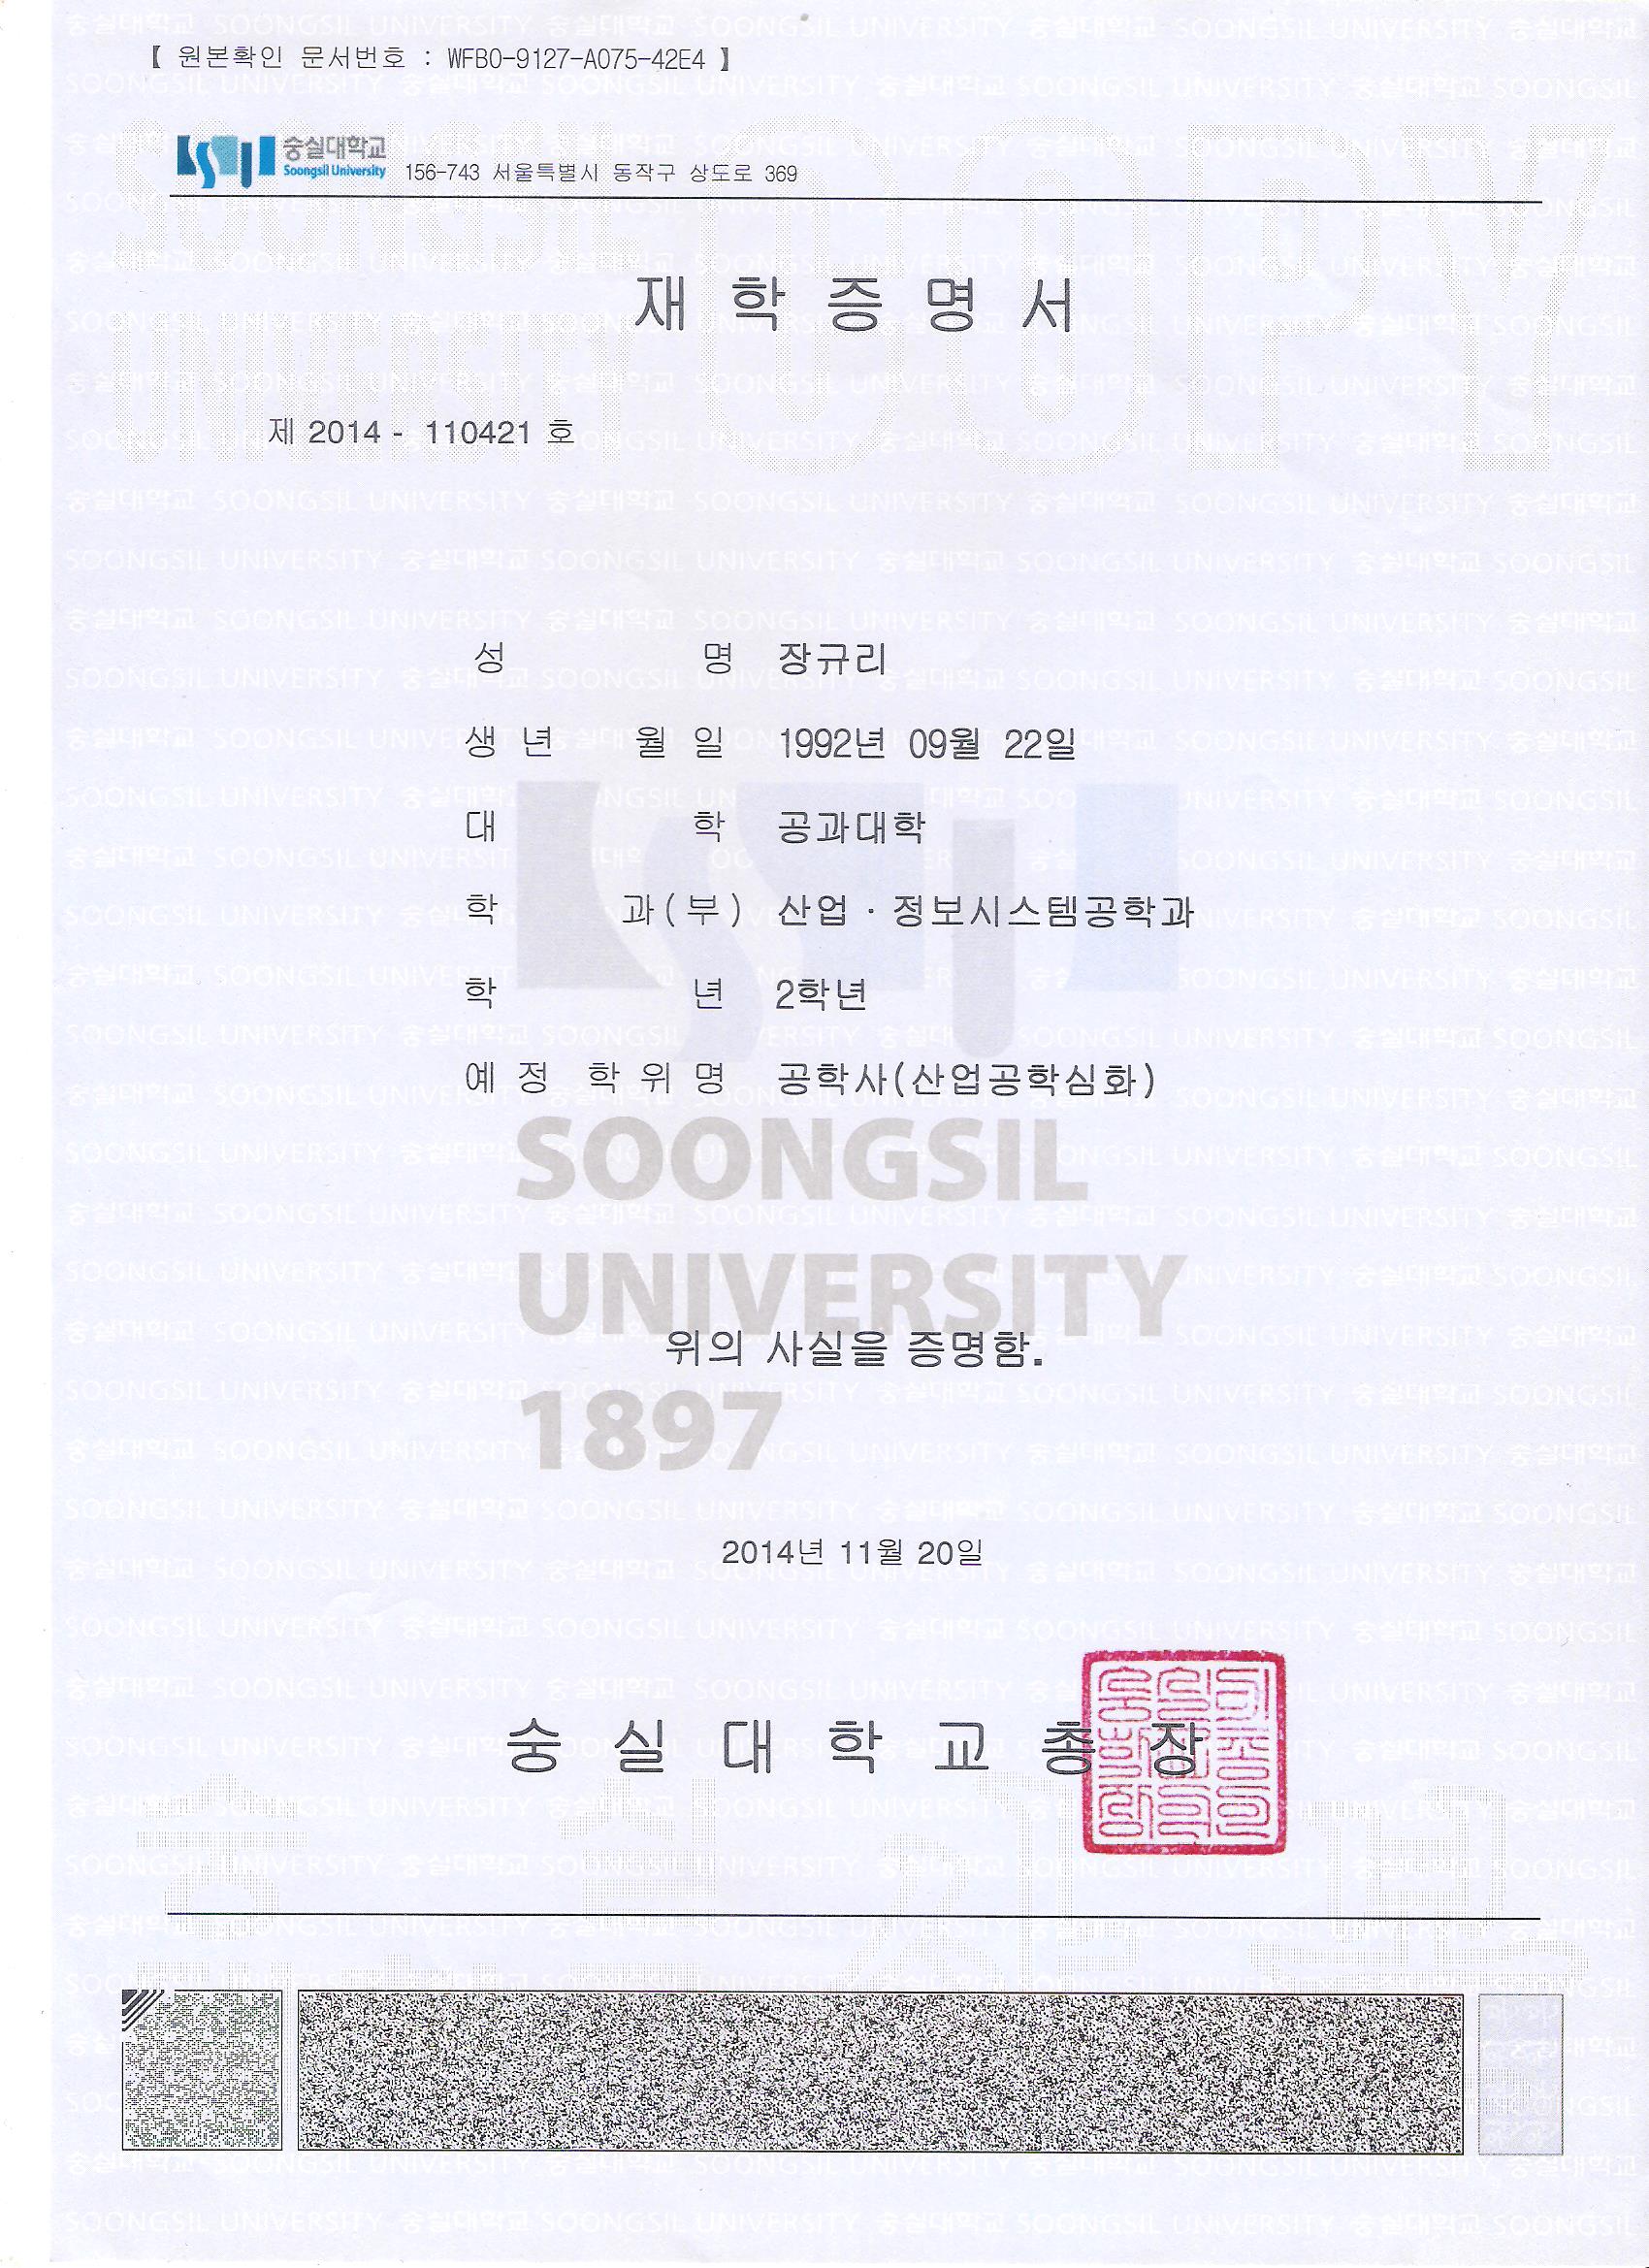 【 원본확인 문서번호 : WFB0-9127-A075-42E4 】
숭실대학교
Soongsil University
156-743 서울특별시 동작구 상도로 369
재 학 증 명 서
제 2014 - 110421 호
성 명 장규리
생 년 월 일 1992년 09월 22일
대 학 공과대학
학 과(부) 산업 · 정보시스템공학과
학 년 2학년
예 정 학 위 명 공학사(산업공학심화)
SOONGSIL
UNIVERSITY
위의 사실을 증명함.
1897
2014년 11월 20일
숭 실 대 학 교 총 장